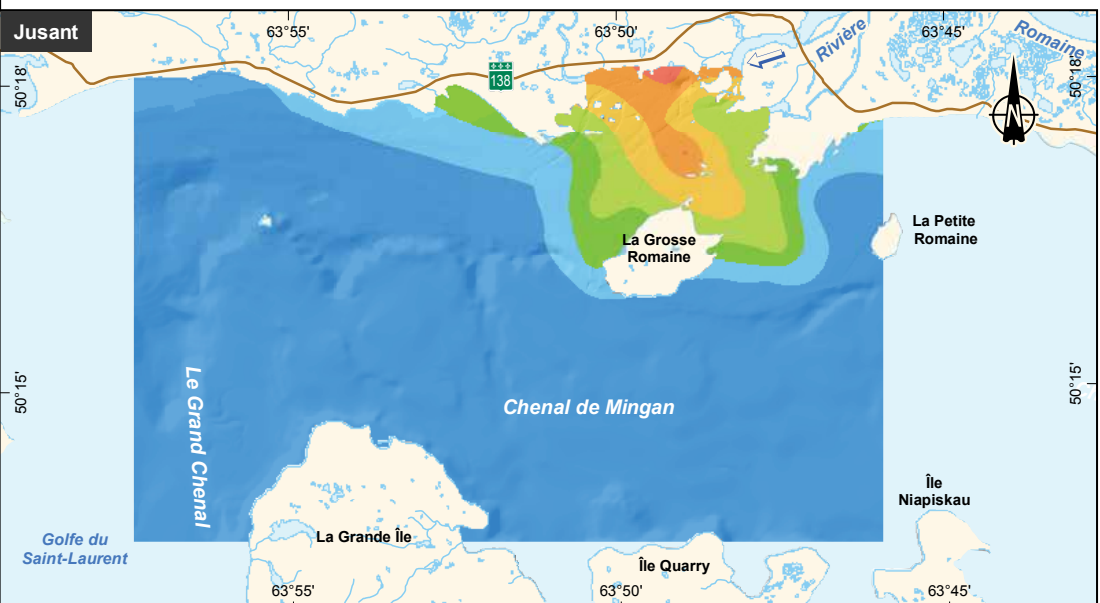 Jusant
63°55'
63°50'
63°45'
Rivière
Romaine
50°18'
50°18'
138
N
La Petite
Romaine
La Grosse
Romaine
50°15'
50°15'
Le Grand Chenal
Chenal de Mingan
Île
Niapiskau
Golfe du
Saint-Laurent
La Grande Île
Île Quarry
63°55'
63°50'
63°45'